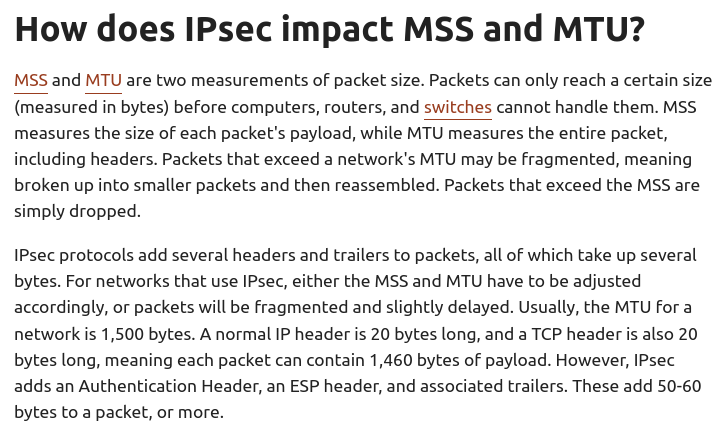 How does IPsec impact MSS and MTU?
MSS and MTU are two measurements of packet size. Packets can only reach a certain size
(measured in bytes) before computers, routers, and switches cannot handle them. MSS
measures the size of each packet's payload, while MTU measures the entire packet,
including headers. Packets that exceed a network's MTU may be fragmented, meaning
broken up into smaller packets and then reassembled. Packets that exceed the MSS are
simply dropped.
IPsec protocols add several headers and trailers to packets, all of which take up several
bytes. For networks that use IPsec, either the MSS and MTU have to be adjusted
accordingly, or packets will be fragmented and slightly delayed. Usually, the MTU for a
network is 1,500 bytes. A normal IP header is 20 bytes long, and a TCP header is also 20
bytes long, meaning each packet can contain 1,460 bytes of payload. However, IPsec
adds an Authentication Header, an ESP header, and associated trailers. These add 50-60
bytes to a packet, or more.